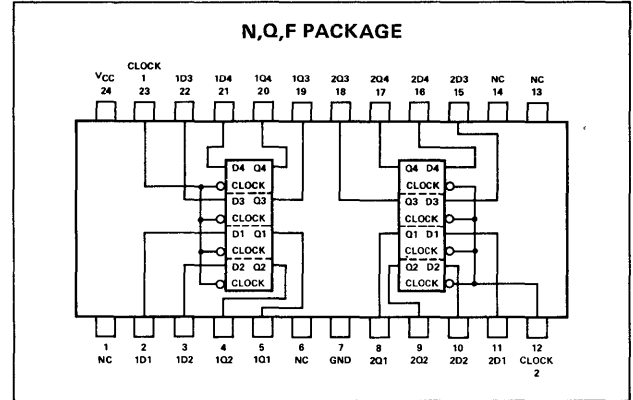 N,Q,F PACKAGE
VCC CLOCK 1 1D3 1D4 1Q4 1Q3 2Q3 2Q4 2D4 2D3 NC NC
24 23 22 21 20 19 18 17 16 15 14 13
D4 Q4 Q4 D4
CLOCK CLOCK
D3 Q3 Q3 D3
CLOCK CLOCK
D1 Q1 Q1 D1
CLOCK CLOCK
D2 Q2 Q2 D2
CLOCK CLOCK
1 2 3 4 5 6 7 8 9 10 11 12
NC 1D1 1D2 1Q2 1Q1 NC GND 2Q1 2Q2 2D2 2D1 CLOCK
2